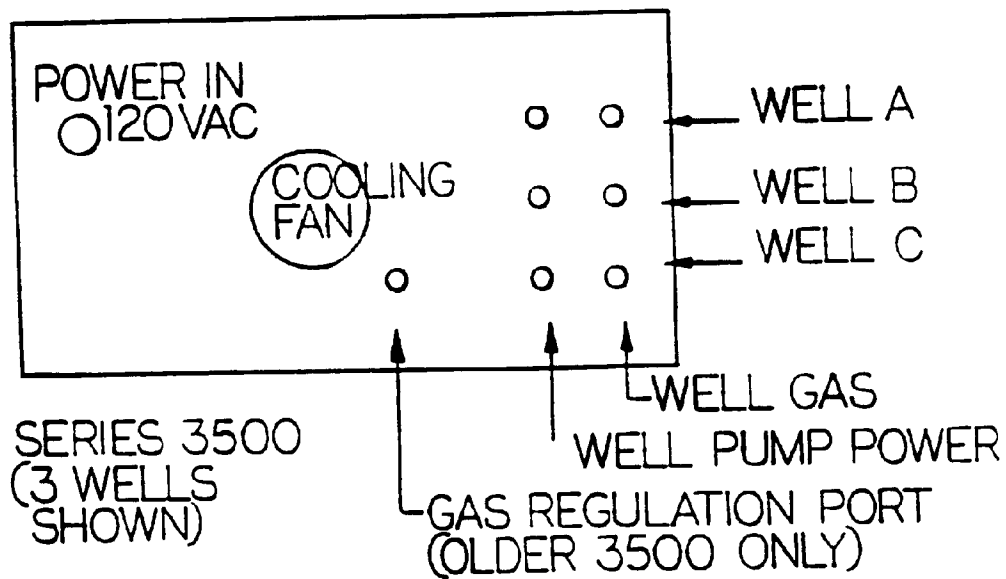 POWER IN
120 VAC
COOLING
FAN
WELL A
WELL B
WELL C
WELL GAS
WELL PUMP POWER
GAS REGULATION PORT
(OLDER 3500 ONLY)
SERIES 3500
(3 WELLS
SHOWN)